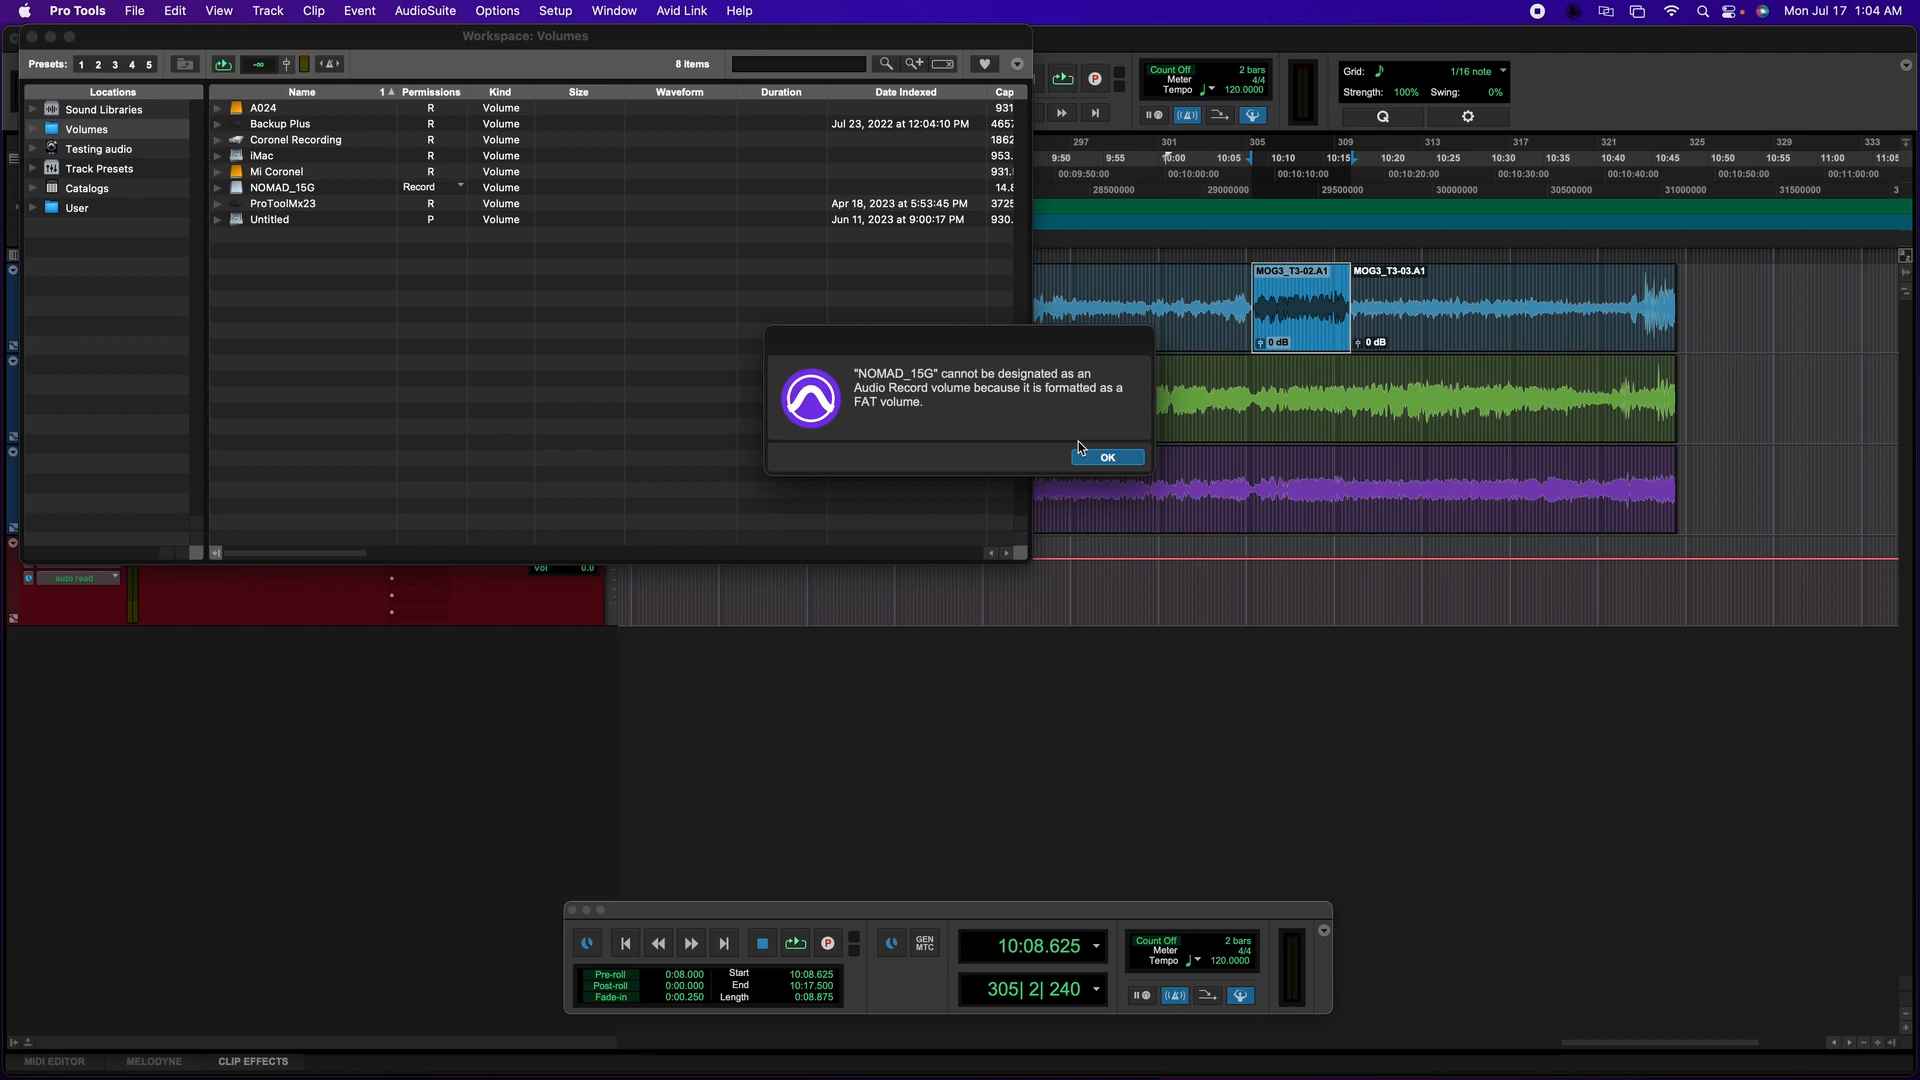 Pro Tools File Edit View Track Clip Event AudioSuite Options Setup Window Avid Link Help
Mon Jul 17 1:04 AM
Workspace: Volumes
Presets: 1 2 3 4 5
8 items
Locations
Sound Libraries
Volumes
Testing audio
Track Presets
Catalogs
User
Name 1 Permissions Kind Size Waveform Duration Date Indexed Cap
A024 R Volume 931
Backup Plus R Volume Jul 23, 2022 at 12:04:10 PM 4657
Coronel Recording R Volume 1862
iMac R Volume 953.
Mi Coronel R Volume 931.
NOMAD_15G Record Volume 14.8
ProToolMx23 R Volume Apr 18, 2023 at 5:53:45 PM 3725
Untitled P Volume Jun 11, 2023 at 9:00:17 PM 930.
Count Off 2 bars
Meter 4/4
Tempo 120.0000
Grid: 1/16 note
Strength: 100% Swing: 0%
297 301 305 309 313 317 321 325 329 333
9:50 9:55 10:00 10:05 10:10 10:15 10:20 10:25 10:30 10:35 10:40 10:45 10:50 10:55 11:00 11:05
00:09:50:00 00:10:00:00 00:10:10:00 00:10:20:00 00:10:30:00 00:10:40:00 00:10:50:00 00:11:00:00
28500000 29000000 29500000 30000000 30500000 31000000 31500000 3
MOG3_T3-02.A1 MOG3_T3-03.A1
0 dB 0 dB
"NOMAD_15G" cannot be designated as an
Audio Record volume because it is formatted as a
FAT volume.
OK
auto read
vol 0.0
GEN
MTC
10:08.625
305| 2| 240
Pre-roll 0:08.000 Start 10:08.625
Post-roll 0:00.000 End 10:17.500
Fade-in 0:00.250 Length 0:08.875
Count Off 2 bars
Meter 4/4
Tempo 120.0000
MIDI EDITOR MELODYNE CLIP EFFECTS